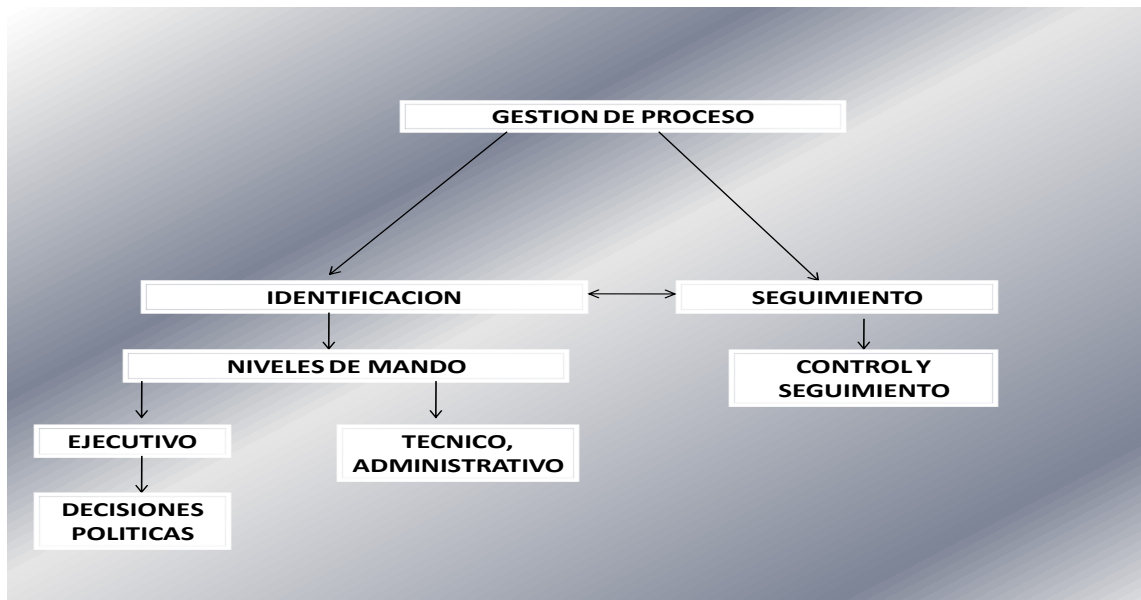 GESTION DE PROCESO
IDENTIFICACION
SEGUIMIENTO
NIVELES DE MANDO
CONTROL Y
SEGUIMIENTO
EJECUTIVO
TECNICO,
ADMINISTRATIVO
DECISIONES
POLITICAS